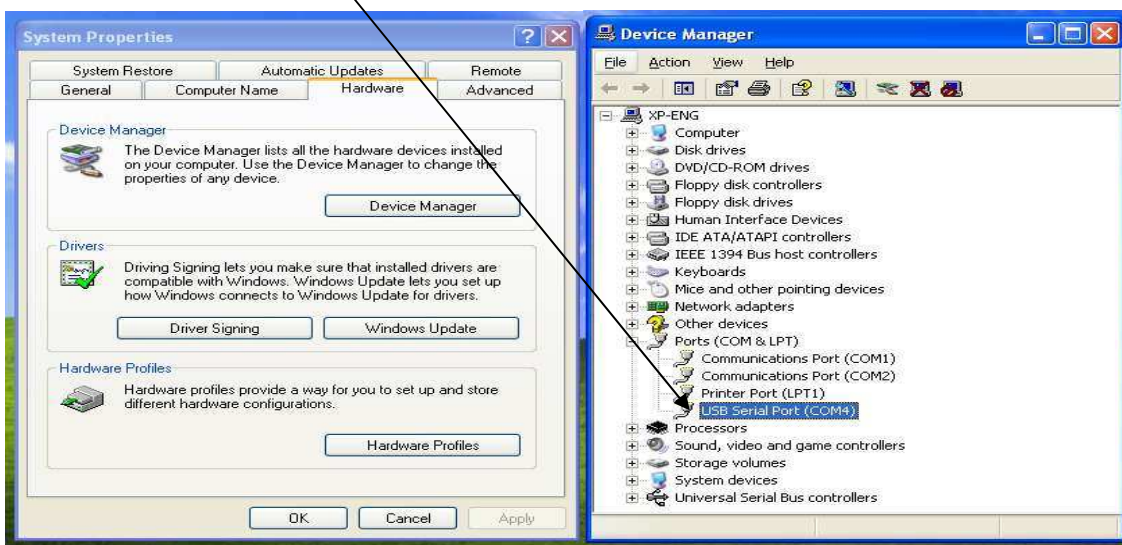 System Properties
System Restore Automatic Updates Remote
General Computer Name Hardware Advanced
Device Manager
The Device Manager lists all the hardware devices installed
on your computer. Use the Device Manager to change the
properties of any device.
Device Manager
Drivers
Driving Signing lets you make sure that installed drivers are
compatible with Windows. Windows Update lets you set up
how Windows connects to Windows Update for drivers.
Driver Signing Windows Update
Hardware Profiles
Hardware profiles provide a way for you to set up and store
different hardware configurations.
Hardware Profiles
OK Cancel Apply
Device Manager
File Action View Help
XP-ENG
Computer
Disk drives
DVD/CD-ROM drives
Floppy disk controllers
Floppy disk drives
Human Interface Devices
IDE ATA/ATAPI controllers
IEEE 1394 Bus host controllers
Keyboards
Mice and other pointing devices
Network adapters
Other devices
Ports (COM & LPT)
Communications Port (COM1)
Communications Port (COM2)
Printer Port (LPT1)
USB Serial Port (COM4)
Processors
Sound, video and game controllers
Storage volumes
System devices
Universal Serial Bus controllers